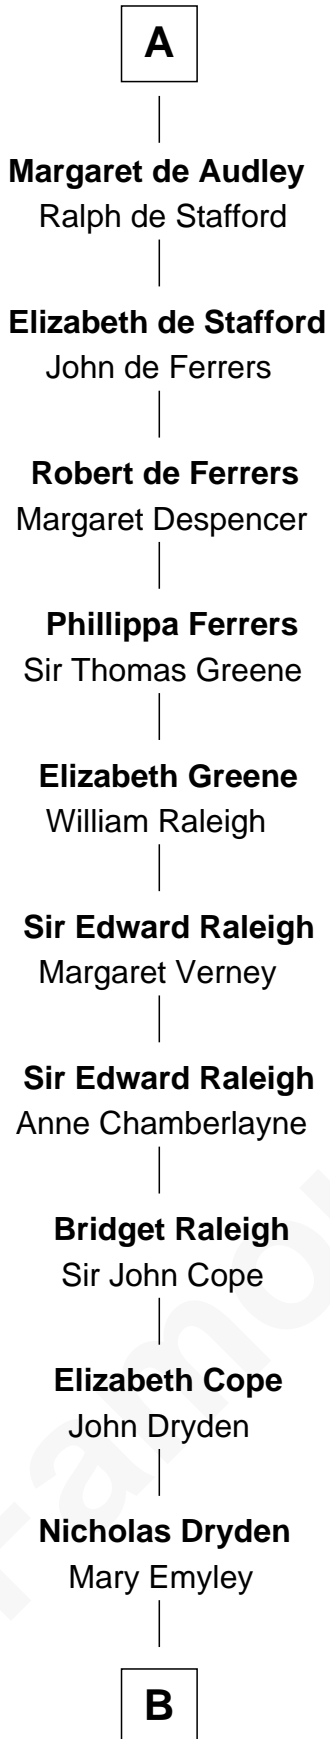 A
Margaret de Audley
Ralph de Stafford
Elizabeth de Stafford
John de Ferrers
Robert de Ferrers
Margaret Despencer
Phillippa Ferrers
Sir Thomas Greene
Elizabeth Greene
William Raleigh
Sir Edward Raleigh
Margaret Verney
Sir Edward Raleigh
Anne Chamberlayne
Bridget Raleigh
Sir John Cope
Elizabeth Cope
John Dryden
Nicholas Dryden
Mary Emyley
B